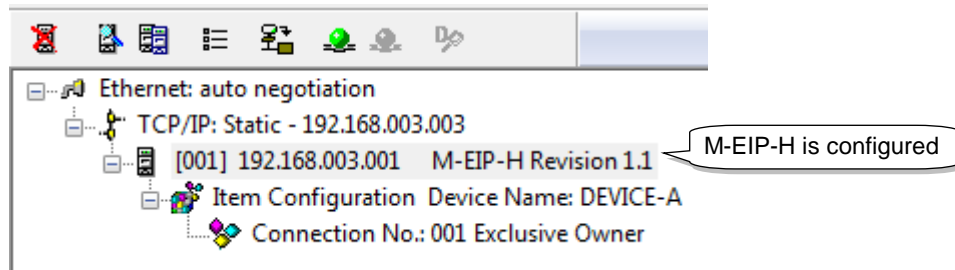 Ethernet: auto negotiation
TCP/IP: Static - 192.168.003.003
[001] 192.168.003.001 M-EIP-H Revision 1.1
M-EIP-H is configured
Item Configuration Device Name: DEVICE-A
Connection No.: 001 Exclusive Owner